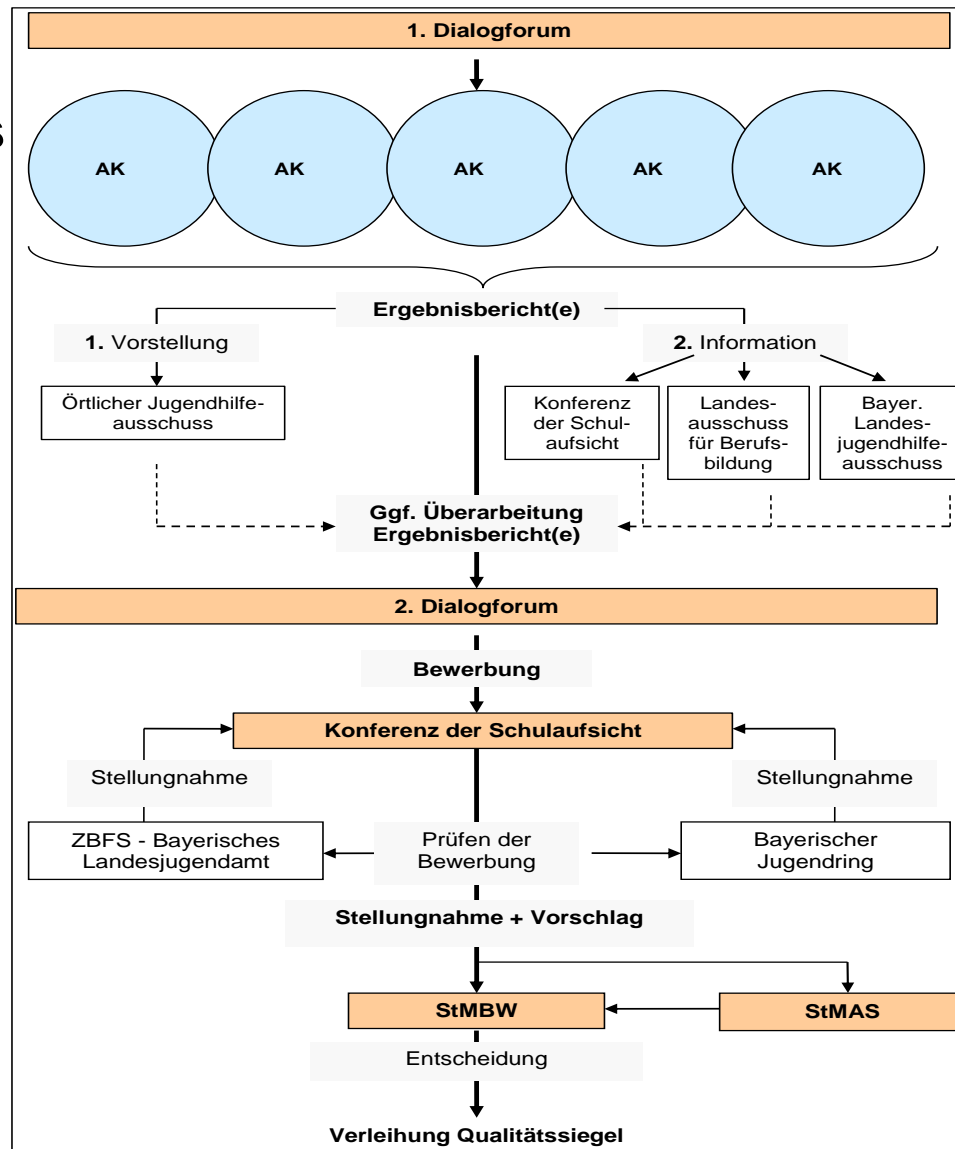 1. Dialogforum
AK AK AK AK AK
Ergebnisbericht(e)
1. Vorstellung
2. Information
Örtlicher Jugendhilfe-
ausschuss
Konferenz
der Schul-
aufsicht
Landes-
ausschuss
für Berufs-
bildung
Bayer.
Landes-
jugendhilfe-
ausschuss
Ggf. Überarbeitung
Ergebnisbericht(e)
2. Dialogforum
Bewerbung
Konferenz der Schulaufsicht
Stellungnahme
Stellungnahme
ZBFS - Bayerisches
Landesjugendamt
Prüfen der
Bewerbung
Bayerischer
Jugendring
Stellungnahme + Vorschlag
StMBW
StMAS
Entscheidung
Verleihung Qualitätssiegel